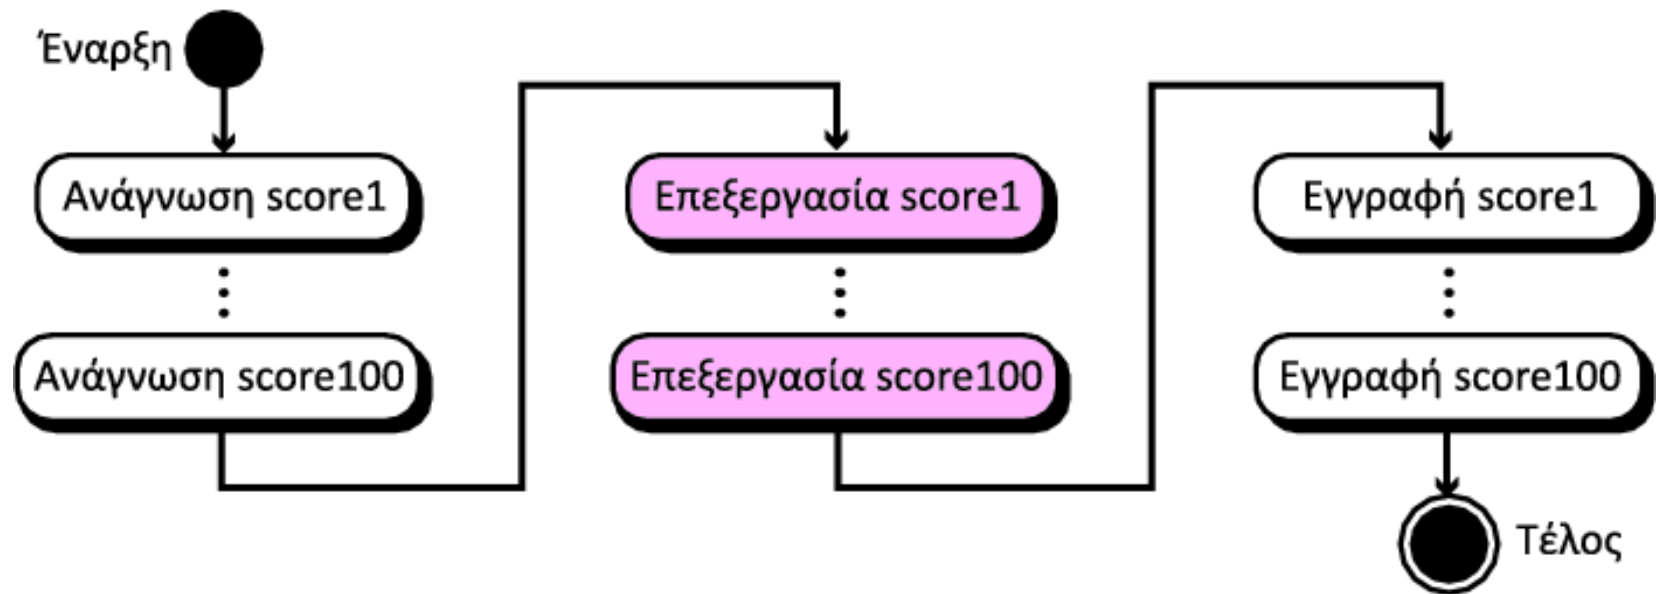 Έναρξη
Ανάγνωση score1
Ανάγνωση score100
Επεξεργασία score1
Επεξεργασία score100
Εγγραφή score1
Εγγραφή score100
Τέλος